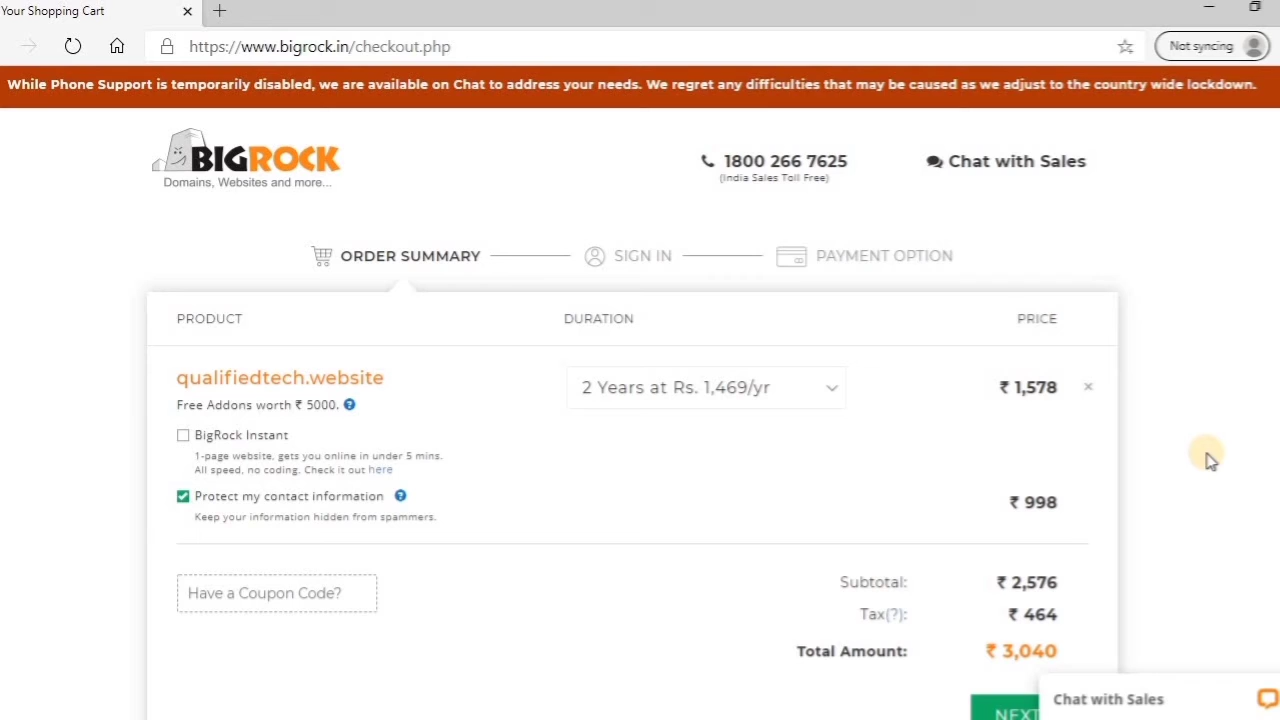 Your Shopping Cart
https://www.bigrock.in/checkout.php
Not syncing
While Phone Support is temporarily disabled, we are available on Chat to address your needs. We regret any difficulties that may be caused as we adjust to the country wide lockdown.
BIGROCK
Domains, Websites and more...
1800 266 7625
(India Sales Toll Free)
Chat with Sales
ORDER SUMMARY
SIGN IN
PAYMENT OPTION
PRODUCT
DURATION
PRICE
qualifiedtech.website
2 Years at Rs. 1,469/yr
₹ 1,578
Free Addons worth ₹ 5000. ?
BigRock Instant
1-page website, gets you online in under 5 mins.
All speed, no coding. Check it out here
Protect my contact information ?
₹ 998
Keep your information hidden from spammers.
Have a Coupon Code?
Subtotal: ₹ 2,576
Tax(?): ₹ 464
Total Amount: ₹ 3,040
Chat with Sales
NEXT